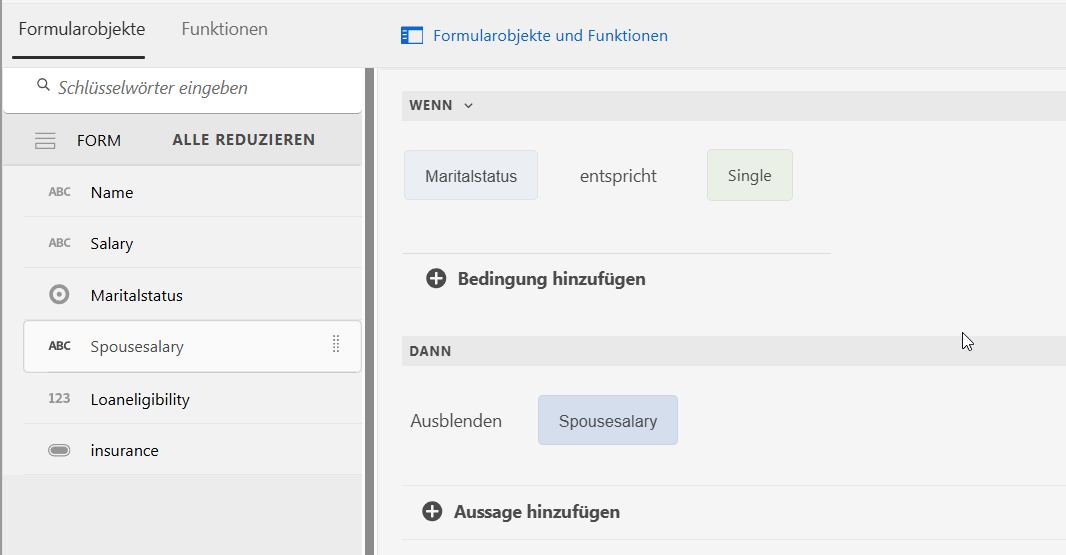 Formularobjekte Funktionen
Formularobjekte und Funktionen
Schlüsselwörter eingeben
FORM ALLE REDUZIEREN
ABC Name
ABC Salary
Maritalstatus
ABC Spousesalary
123 Loaneligibility
insurance
WENN
Maritalstatus entspricht Single
Bedingung hinzufügen
DANN
Ausblenden Spousesalary
Aussage hinzufügen